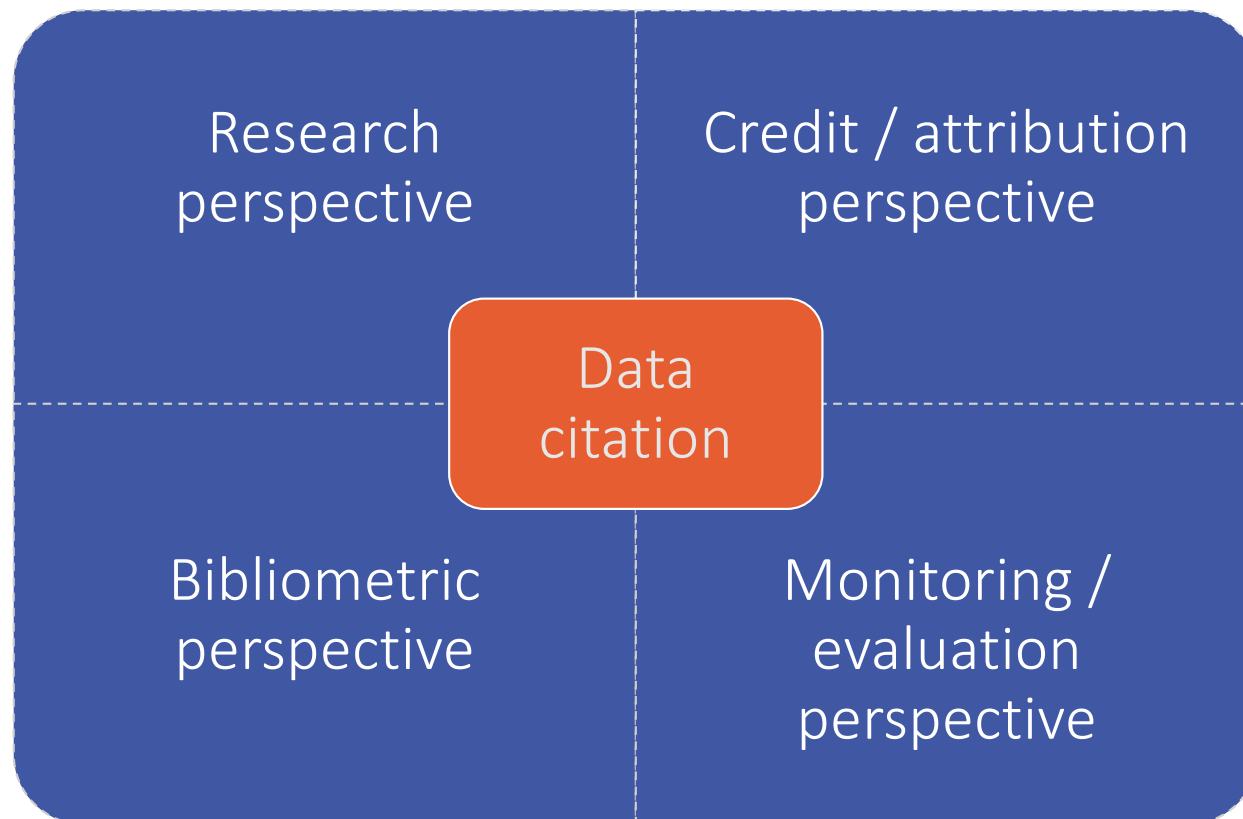 Research
perspective
Credit / attribution
perspective
Data
citation
Bibliometric
perspective
Monitoring /
evaluation
perspective